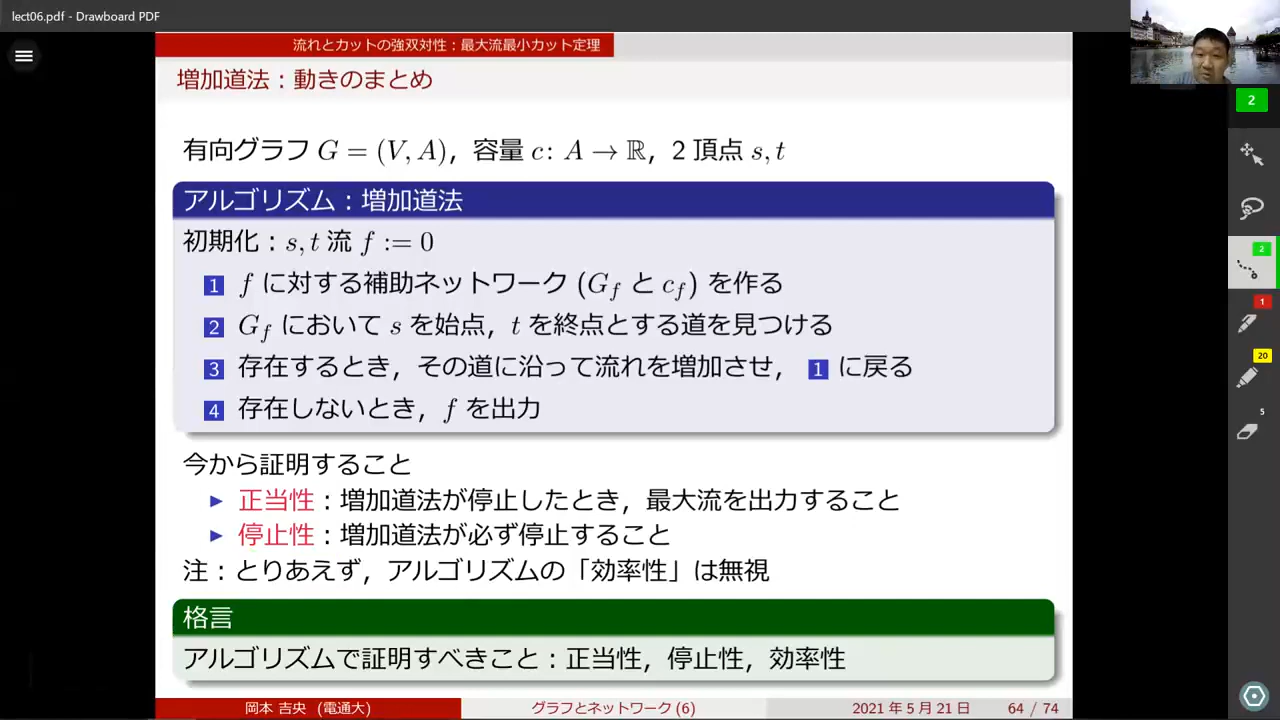 lect06.pdf - Drawboard PDF
流れとカットの強双対性：最大流最小カット定理
増加道法：動きのまとめ
有向グラフ G = (V, A)，容量 c: A → ℝ，2 頂点 s, t
アルゴリズム：増加道法
初期化：s, t 流 f := 0
1 f に対する補助ネットワーク (G_f と c_f) を作る
2 G_f において s を始点，t を終点とする道を見つける
3 存在するとき，その道に沿って流れを増加させ， 1 に戻る
4 存在しないとき，f を出力
今から証明すること
▶ 正当性：増加道法が停止したとき，最大流を出力すること
▶ 停止性：増加道法が必ず停止すること
注：とりあえず，アルゴリズムの「効率性」は無視
格言
アルゴリズムで証明すべきこと：正当性，停止性，効率性
岡本 吉央 (電通大)
グラフとネットワーク (6)
2021 年 5 月 21 日
64 / 74
2
2
1
20
5